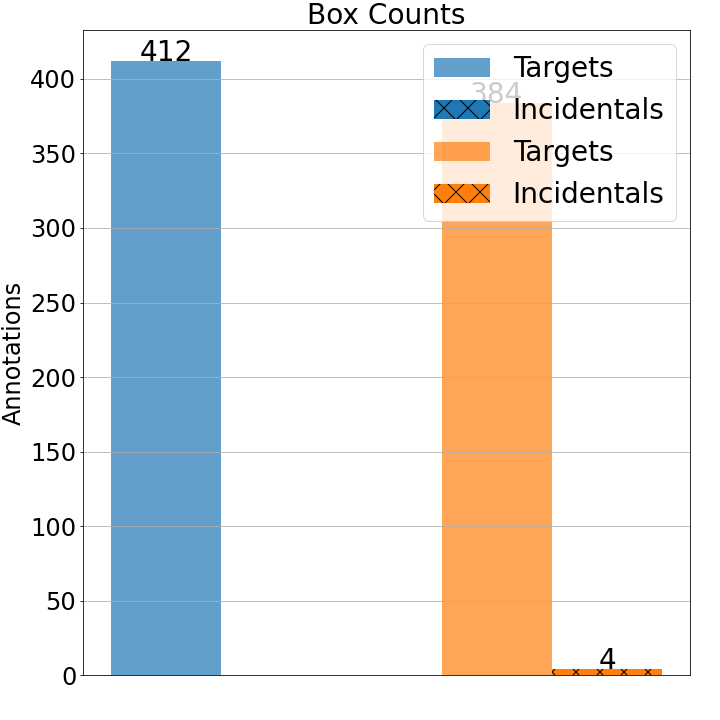 Box Counts
412
384
Targets
Incidentals
Targets
Incidentals
Annotations
400
350
300
250
200
150
100
50
0
4